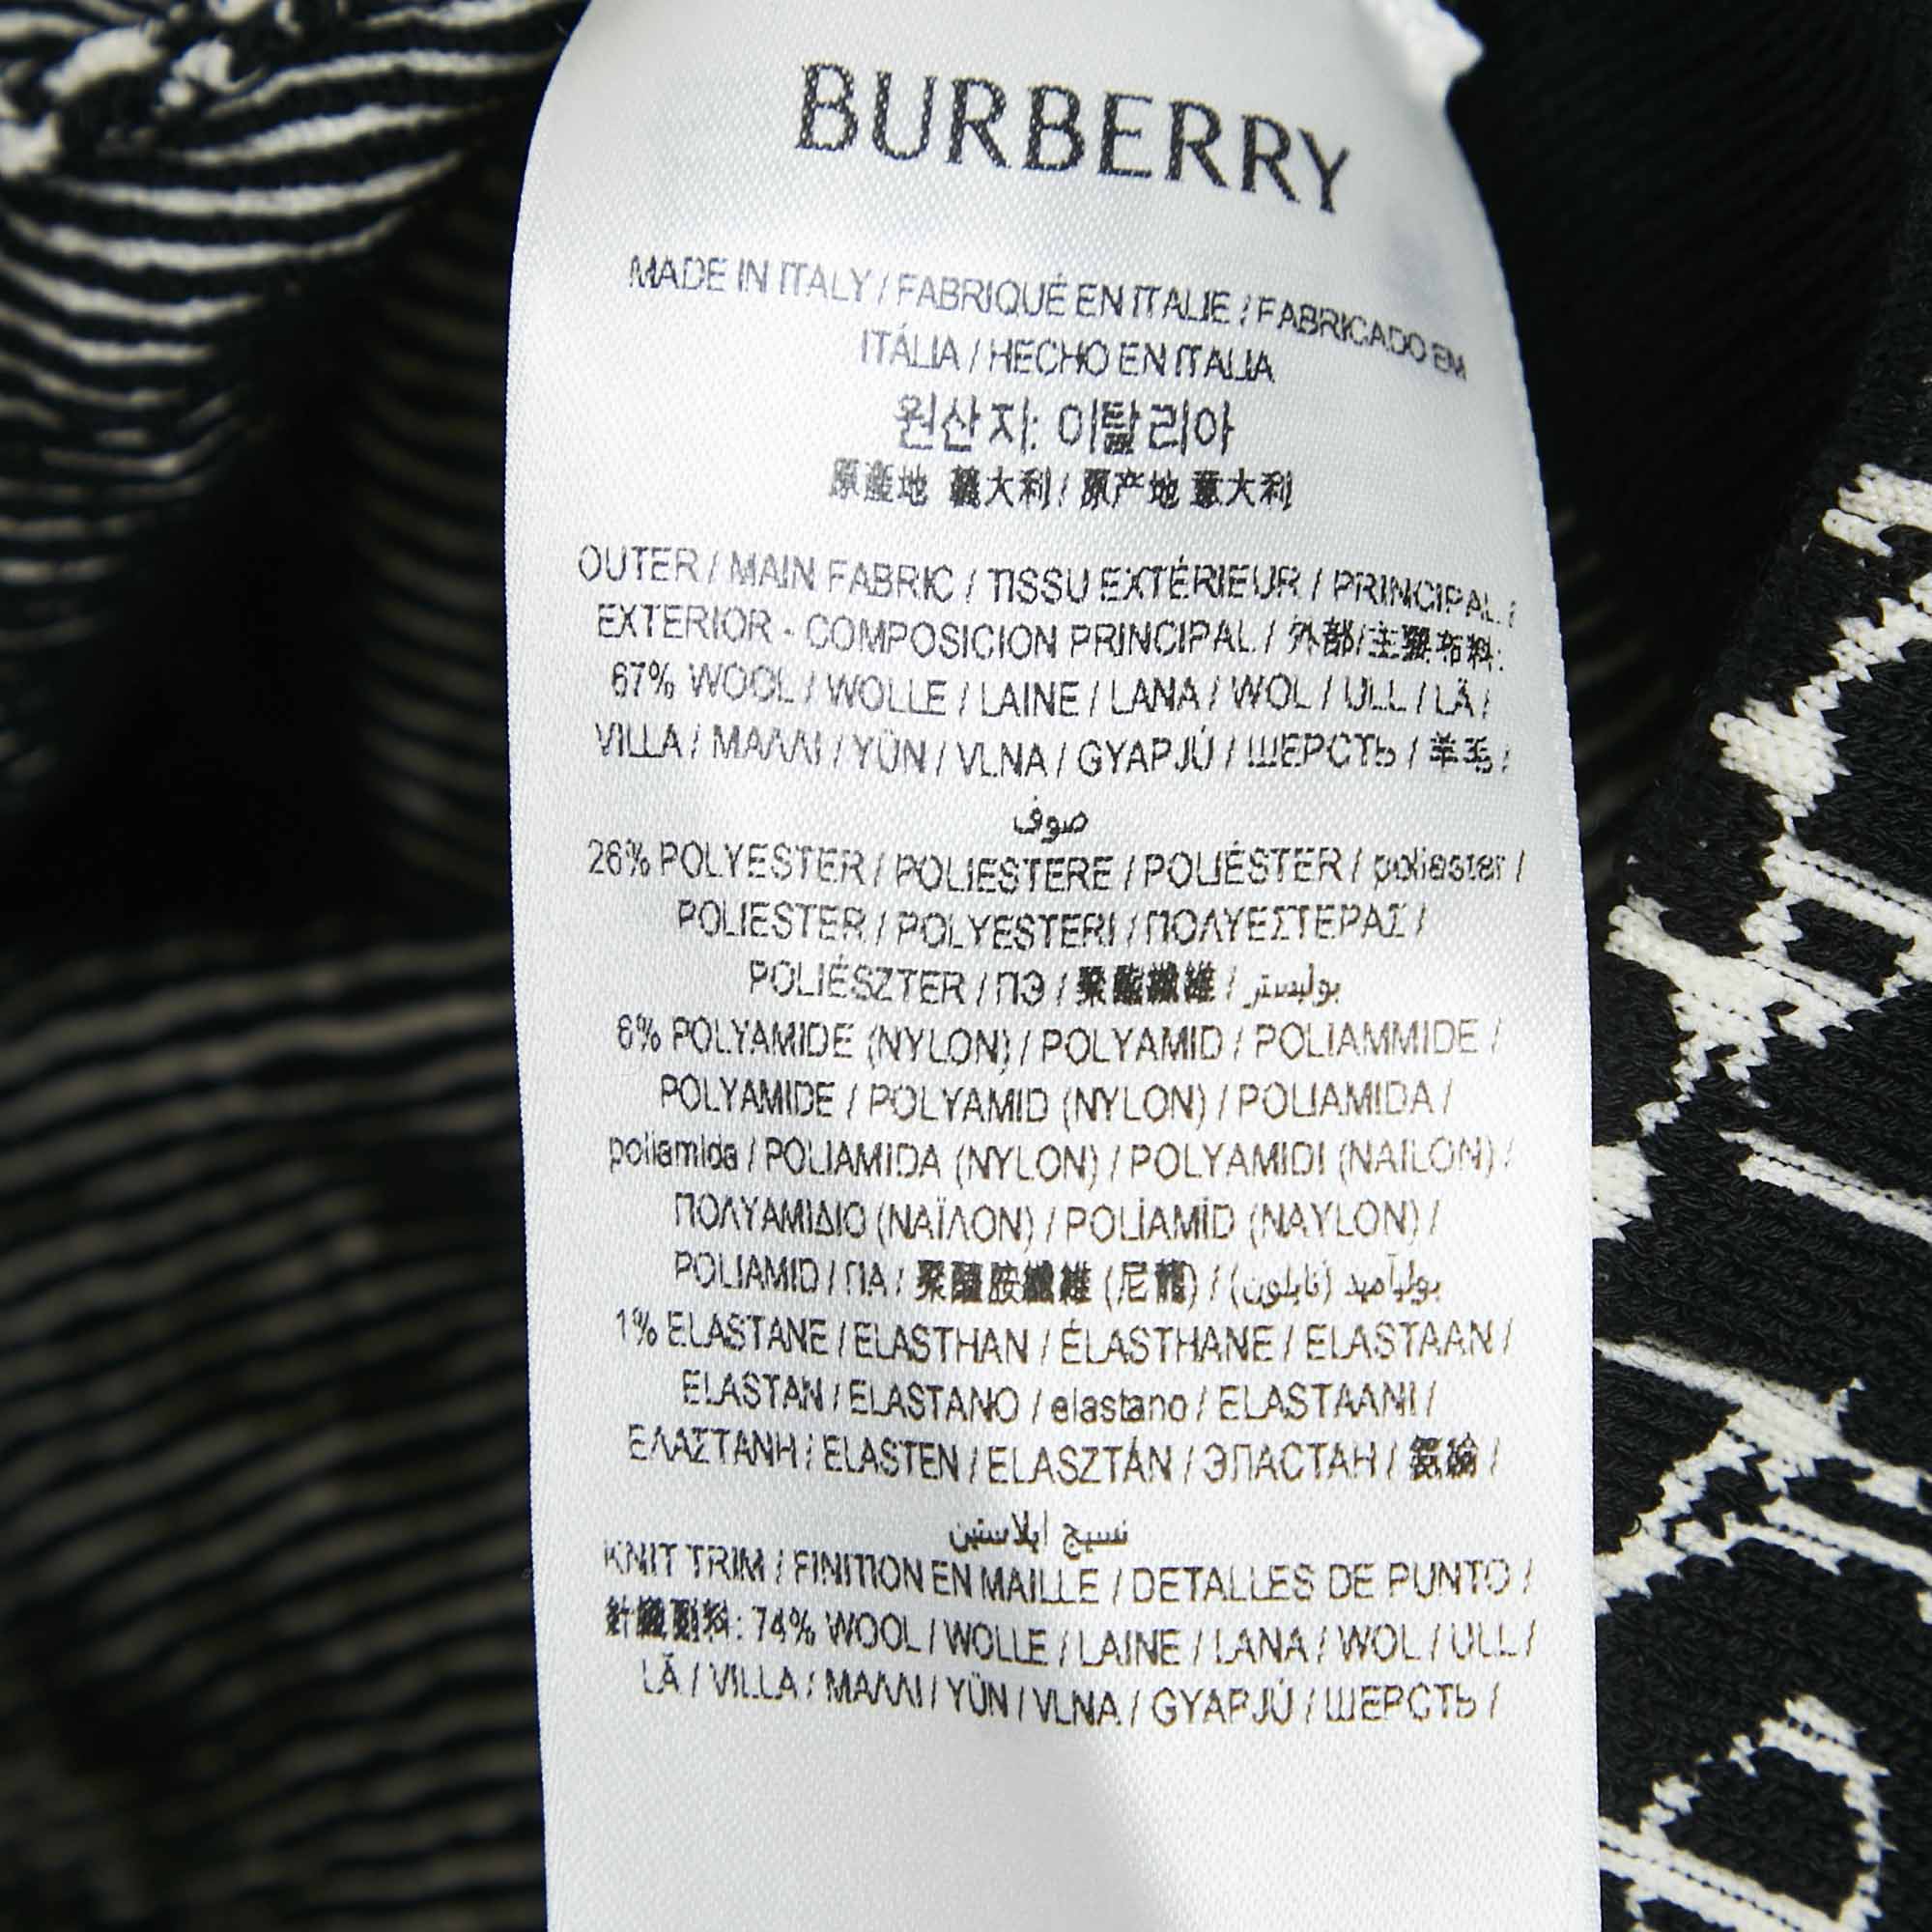 BURBERRY
MADE IN ITALY / FABRIQUÉ EN ITALIE / FABRICADO EM
ITÁLIA / HECHO EN ITALIA
원산지: 이탈리아
原產地 義大利 / 原产地 意大利
OUTER / MAIN FABRIC / TISSU EXTÉRIEUR / PRINCIPAL /
EXTERIOR - COMPOSICION PRINCIPAL / 外部/主要布料:
67% WOOL / WOLLE / LAINE / LANA / WOL / ULL / LÃ /
VILLA / ΜΑΛΛΙ / YÜN / VLNA / GYAPJÚ / ШЕРСТЬ / 羊毛 /
صوف
26% POLYESTER / POLIESTERE / POLIÉSTER / poliester /
POLIESTER / POLYESTERI / ΠΟΛΥΕΣΤΕΡΑΣ /
POLIÉSZTER / ПЭ / 聚酯纖維 / بوليستر
6% POLYAMIDE (NYLON) / POLYAMID / POLIAMMIDE /
POLYAMIDE / POLYAMID (NYLON) / POLIAMIDA /
poliamida / POLIAMIDA (NYLON) / POLYAMIDI (NAILON) /
ΠΟΛΥΑΜΙΔΙΟ (ΝΑΪΛΟΝ) / POLİAMİD (NAYLON) /
POLIAMID / ПА / 聚醯胺纖維 (尼龍) / بوليآميد (نايلون)
1% ELASTANE / ELASTHAN / ÉLASTHANE / ELASTAAN /
ELASTAN / ELASTANO / elastano / ELASTAANI /
ΕΛΑΣΤΑΝΗ / ELASTEN / ELASZTÁN / ЭЛАСТАН / 氨綸 /
نسيج ايلاستين
KNIT TRIM / FINITION EN MAILLE / DETALLES DE PUNTO /
針織副料: 74% WOOL / WOLLE / LAINE / LANA / WOL / ULL /
LÃ / VILLA / ΜΑΛΛΙ / YÜN / VLNA / GYAPJÚ / ШЕРСТЬ /